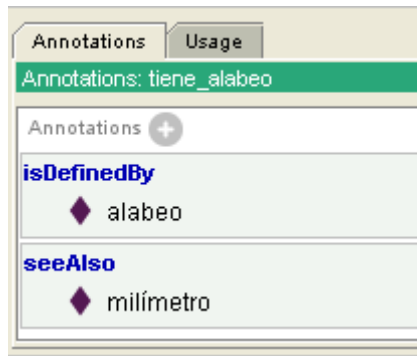 Annotations Usage
Annotations: tiene_alabeo
Annotations
isDefinedBy
alabeo
seeAlso
milímetro